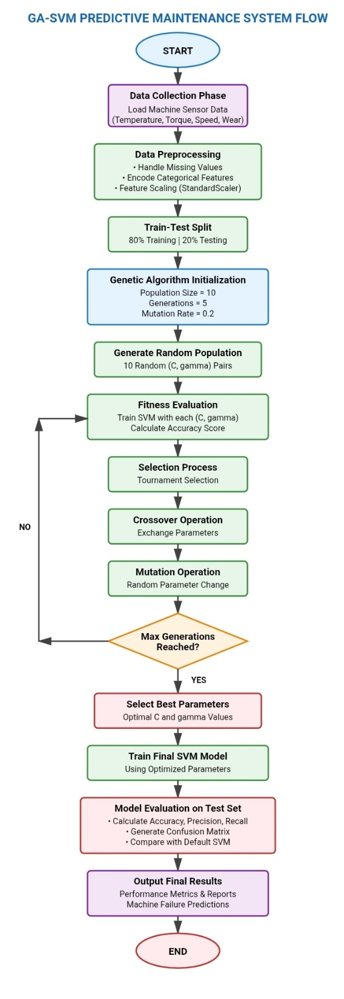 GA-SVM PREDICTIVE MAINTENANCE SYSTEM FLOW
START
Data Collection Phase
Load Machine Sensor Data
(Temperature, Torque, Speed, Wear)
Data Preprocessing
• Handle Missing Values
• Encode Categorical Features
• Feature Scaling (StandardScaler)
Train-Test Split
80% Training | 20% Testing
Genetic Algorithm Initialization
Population Size = 10
Generations = 5
Mutation Rate = 0.2
Generate Random Population
10 Random (C, gamma) Pairs
Fitness Evaluation
Train SVM with each (C, gamma)
Calculate Accuracy Score
Selection Process
Tournament Selection
Crossover Operation
Exchange Parameters
NO
Mutation Operation
Random Parameter Change
Max Generations
Reached?
YES
Select Best Parameters
Optimal C and gamma Values
Train Final SVM Model
Using Optimized Parameters
Model Evaluation on Test Set
• Calculate Accuracy, Precision, Recall
• Generate Confusion Matrix
• Compare with Default SVM
Output Final Results
Performance Metrics & Reports
Machine Failure Predictions
END